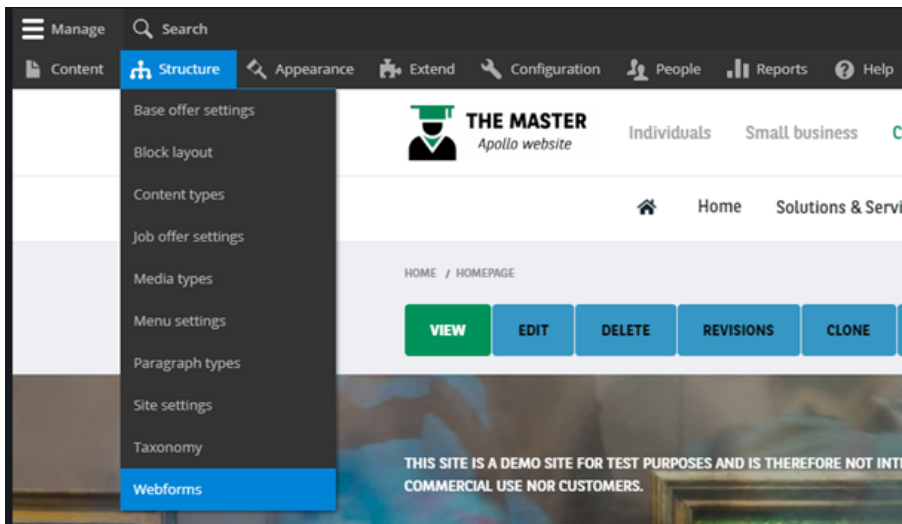 Manage Search
Content Structure Appearance Extend Configuration People Reports Help
Base offer settings
Block layout
Content types
Job offer settings
Media types
Menu settings
Paragraph types
Site settings
Taxonomy
Webforms
THE MASTER
Apollo website
Individuals Small business C
Home Solutions & Servi
HOME / HOMEPAGE
VIEW EDIT DELETE REVISIONS CLONE
THIS SITE IS A DEMO SITE FOR TEST PURPOSES AND IS THEREFORE NOT INT
COMMERCIAL USE NOR CUSTOMERS.